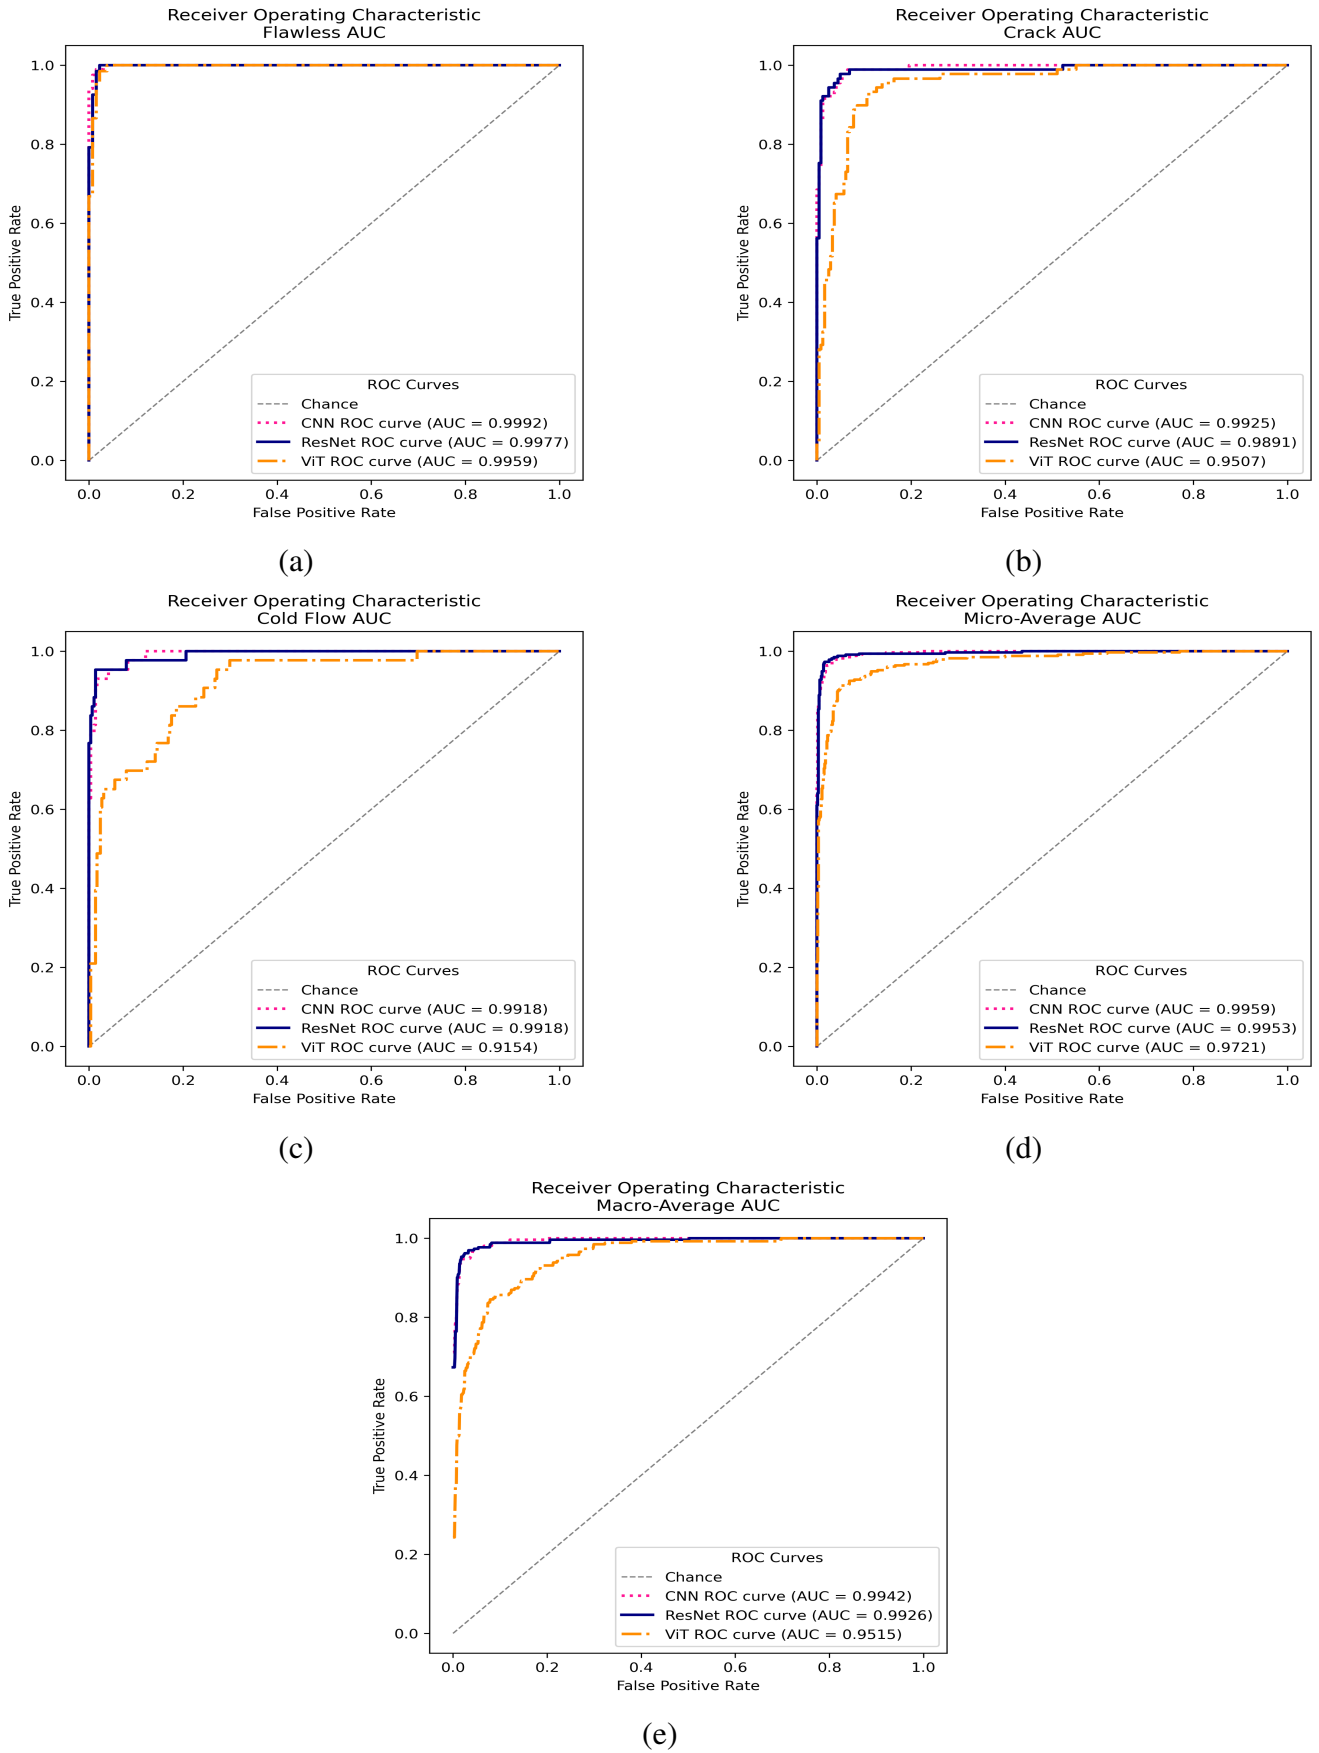 Receiver Operating Characteristic
Flawless AUC
True Positive Rate
1.0
0.8
0.6
0.4
0.2
0.0
ROC Curves
Chance
CNN ROC curve (AUC = 0.9992)
ResNet ROC curve (AUC = 0.9977)
ViT ROC curve (AUC = 0.9959)
0.0 0.2 0.4 0.6 0.8 1.0
False Positive Rate
(a)
Receiver Operating Characteristic
Crack AUC
True Positive Rate
1.0
0.8
0.6
0.4
0.2
0.0
ROC Curves
Chance
CNN ROC curve (AUC = 0.9925)
ResNet ROC curve (AUC = 0.9891)
ViT ROC curve (AUC = 0.9507)
0.0 0.2 0.4 0.6 0.8 1.0
False Positive Rate
(b)
Receiver Operating Characteristic
Cold Flow AUC
True Positive Rate
1.0
0.8
0.6
0.4
0.2
0.0
ROC Curves
Chance
CNN ROC curve (AUC = 0.9918)
ResNet ROC curve (AUC = 0.9918)
ViT ROC curve (AUC = 0.9154)
0.0 0.2 0.4 0.6 0.8 1.0
False Positive Rate
(c)
Receiver Operating Characteristic
Micro-Average AUC
True Positive Rate
1.0
0.8
0.6
0.4
0.2
0.0
ROC Curves
Chance
CNN ROC curve (AUC = 0.9959)
ResNet ROC curve (AUC = 0.9953)
ViT ROC curve (AUC = 0.9721)
0.0 0.2 0.4 0.6 0.8 1.0
False Positive Rate
(d)
Receiver Operating Characteristic
Macro-Average AUC
True Positive Rate
1.0
0.8
0.6
0.4
0.2
0.0
ROC Curves
Chance
CNN ROC curve (AUC = 0.9942)
ResNet ROC curve (AUC = 0.9926)
ViT ROC curve (AUC = 0.9515)
0.0 0.2 0.4 0.6 0.8 1.0
False Positive Rate
(e)